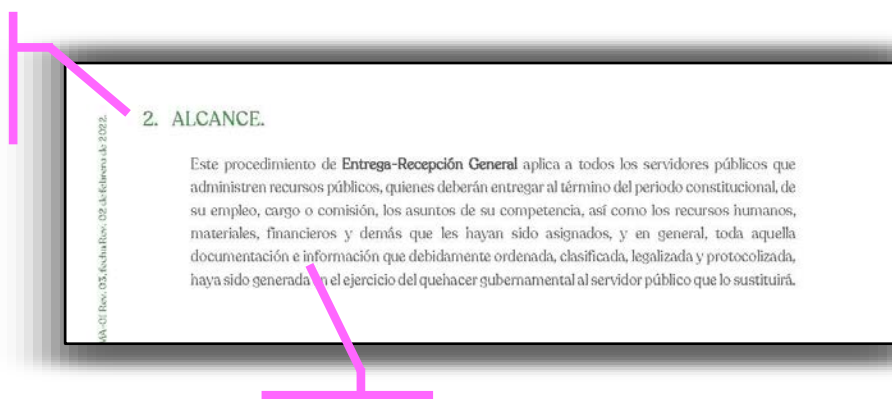 2. ALCANCE.
Este procedimiento de Entrega-Recepción General aplica a todos los servidores públicos que
administren recursos públicos, quienes deberán entregar al término del periodo constitucional, de
su empleo, cargo o comisión, los asuntos de su competencia, así como los recursos humanos,
materiales, financieros y demás que les hayan sido asignados, y en general, toda aquella
documentación e información que debidamente ordenada, clasificada, legalizada y protocolizada,
haya sido generada en el ejercicio del quehacer gubernamental al servidor público que lo sustituirá.
Rev. 03, fecha Rev. 02 de febrero de 2022.